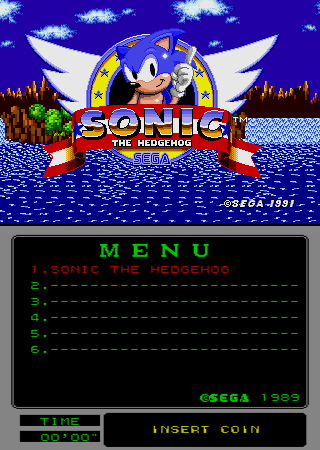 SONIC
TM
THE HEDGEHOG
SEGA
©SEGA 1991
MENU
1.SONIC THE HEDGEHOG
2.--------------------------
3.--------------------------
4.--------------------------
5.--------------------------
6.--------------------------
©SEGA 1989
TIME
00'00"
INSERT COIN